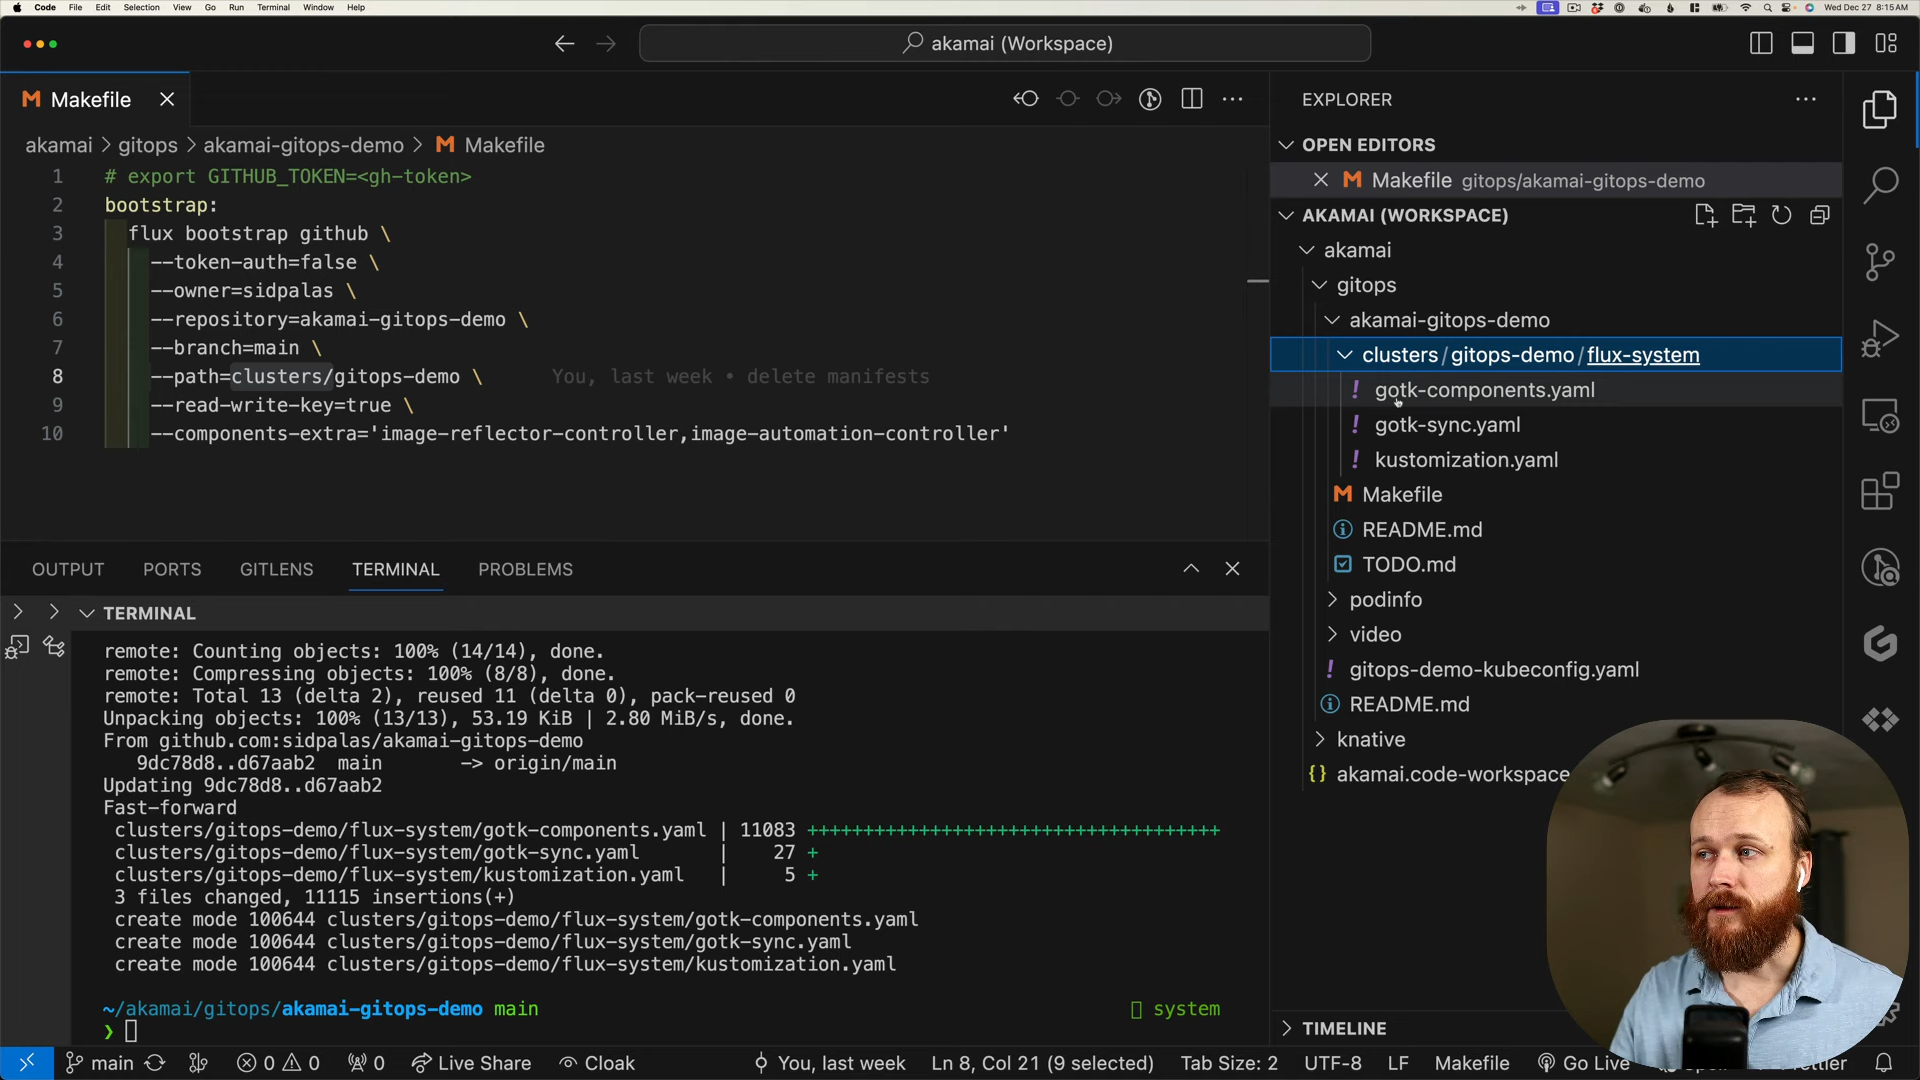 Code File Edit Selection View Go Run Terminal Window Help
Wed Dec 27 8:15 AM
akamai (Workspace)
Makefile
akamai > gitops > akamai-gitops-demo > Makefile
1 # export GITHUB_TOKEN=<gh-token>
2 bootstrap:
3 flux bootstrap github \
4 --token-auth=false \
5 --owner=sidpalas \
6 --repository=akamai-gitops-demo \
7 --branch=main \
8 --path=clusters/gitops-demo \ You, last week • delete manifests
9 --read-write-key=true \
10 --components-extra='image-reflector-controller,image-automation-controller'
OUTPUT PORTS GITLENS TERMINAL PROBLEMS
TERMINAL
remote: Counting objects: 100% (14/14), done.
remote: Compressing objects: 100% (8/8), done.
remote: Total 13 (delta 2), reused 11 (delta 0), pack-reused 0
Unpacking objects: 100% (13/13), 53.19 KiB | 2.80 MiB/s, done.
From github.com:sidpalas/akamai-gitops-demo
9dc78d8..d67aab2 main -> origin/main
Updating 9dc78d8..d67aab2
Fast-forward
clusters/gitops-demo/flux-system/gotk-components.yaml | 11083 +++++++++++++++++++++++++++++++++++++
clusters/gitops-demo/flux-system/gotk-sync.yaml | 27 +
clusters/gitops-demo/flux-system/kustomization.yaml | 5 +
3 files changed, 11115 insertions(+)
create mode 100644 clusters/gitops-demo/flux-system/gotk-components.yaml
create mode 100644 clusters/gitops-demo/flux-system/gotk-sync.yaml
create mode 100644 clusters/gitops-demo/flux-system/kustomization.yaml
~/akamai/gitops/akamai-gitops-demo main
system
❯
EXPLORER
OPEN EDITORS
Makefile gitops/akamai-gitops-demo
AKAMAI (WORKSPACE)
akamai
gitops
akamai-gitops-demo
clusters / gitops-demo / flux-system
gotk-components.yaml
gotk-sync.yaml
kustomization.yaml
Makefile
README.md
TODO.md
podinfo
video
gitops-demo-kubeconfig.yaml
README.md
knative
akamai.code-workspace
TIMELINE
main 0 0 0 Live Share Cloak You, last week Ln 8, Col 21 (9 selected) Tab Size: 2 UTF-8 LF Makefile Go Live